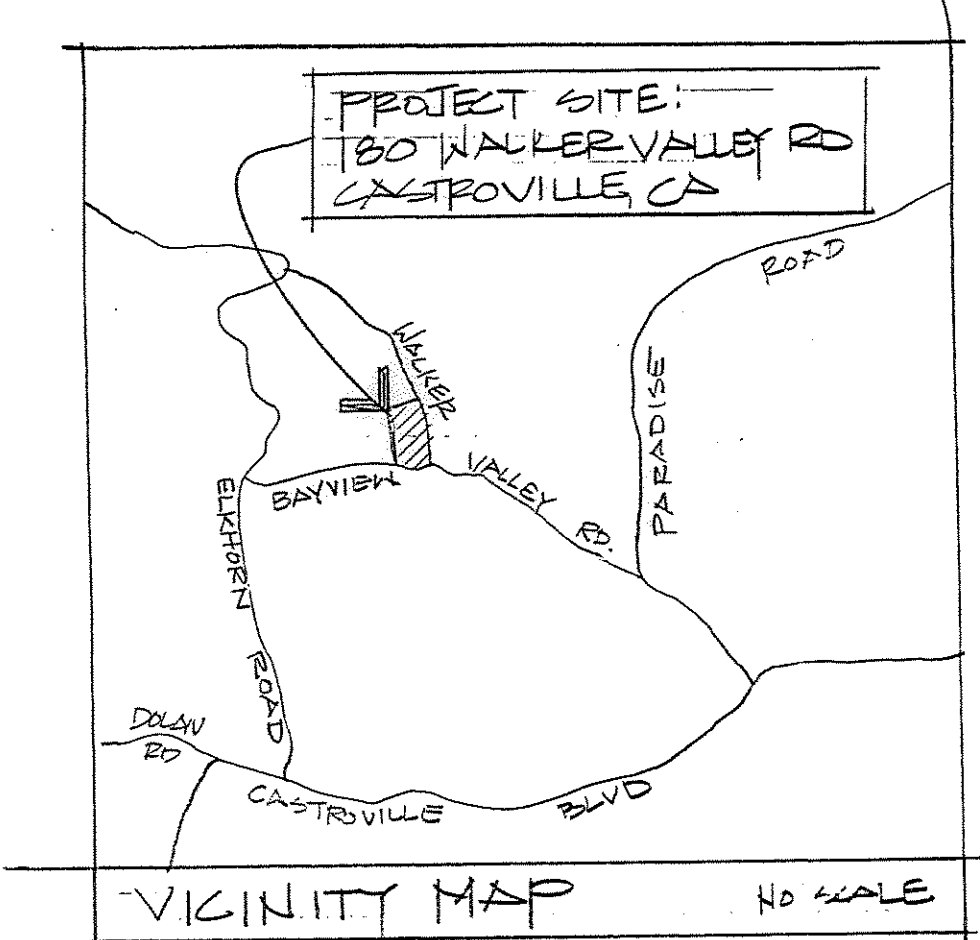 PROJECT SITE:
180 WALKER VALLEY RD
CASTROVILLE, CA
ROAD
WALKER
PARADISE
VALLEY
RD.
BAYVIEW
ELKHORN
ROAD
DOLAN
RD
CASTROVILLE
BLVD
VICINITY MAP
NO SCALE